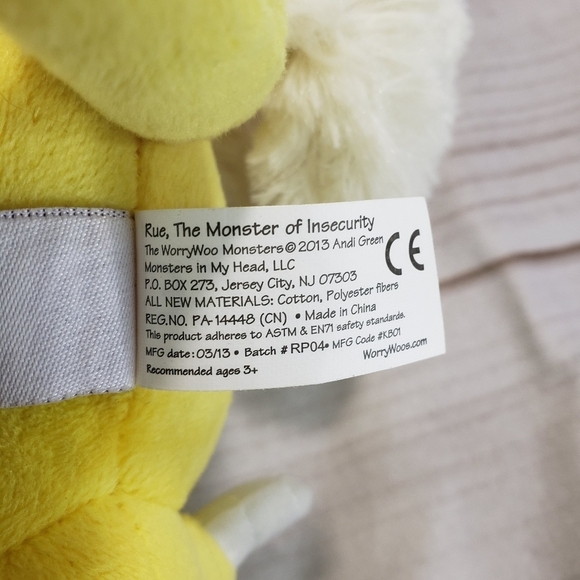 Rue, The Monster of Insecurity
The WorryWoo Monsters © 2013 Andi Green
Monsters in My Head, LLC
P.O. BOX 273, Jersey City, NJ 07303
ALL NEW MATERIALS: Cotton, Polyester fibers
REG.NO. PA-14448 (CN) • Made in China
This product adheres to ASTM & EN71 safety standards.
MFG date: 03/13 • Batch # RP04 • MFG Code #KB01
WorryWoos.com
Recommended ages 3+
CE